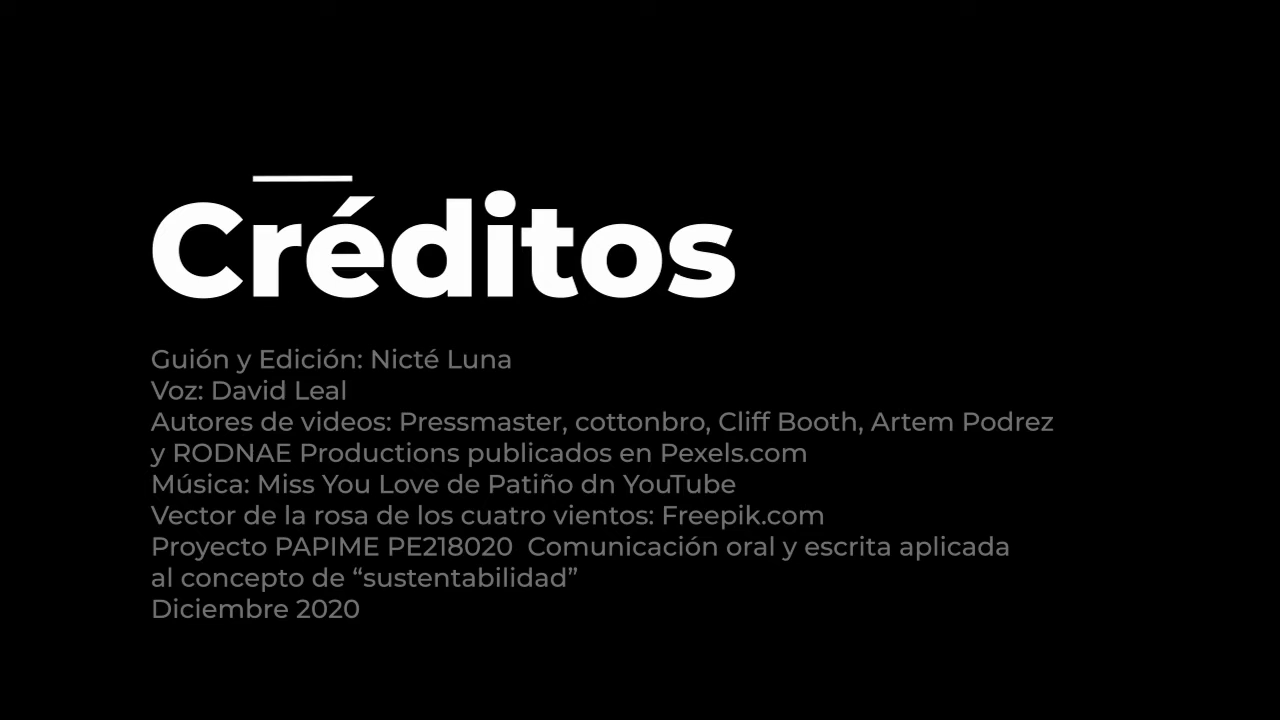 Créditos
Guión y Edición: Nicté Luna
Voz: David Leal
Autores de videos: Pressmaster, cottonbro, Cliff Booth, Artem Podrez
y RODNAE Productions publicados en Pexels.com
Música: Miss You Love de Patiño dn YouTube
Vector de la rosa de los cuatro vientos: Freepik.com
Proyecto PAPIME PE218020  Comunicación oral y escrita aplicada
al concepto de “sustentabilidad”
Diciembre 2020